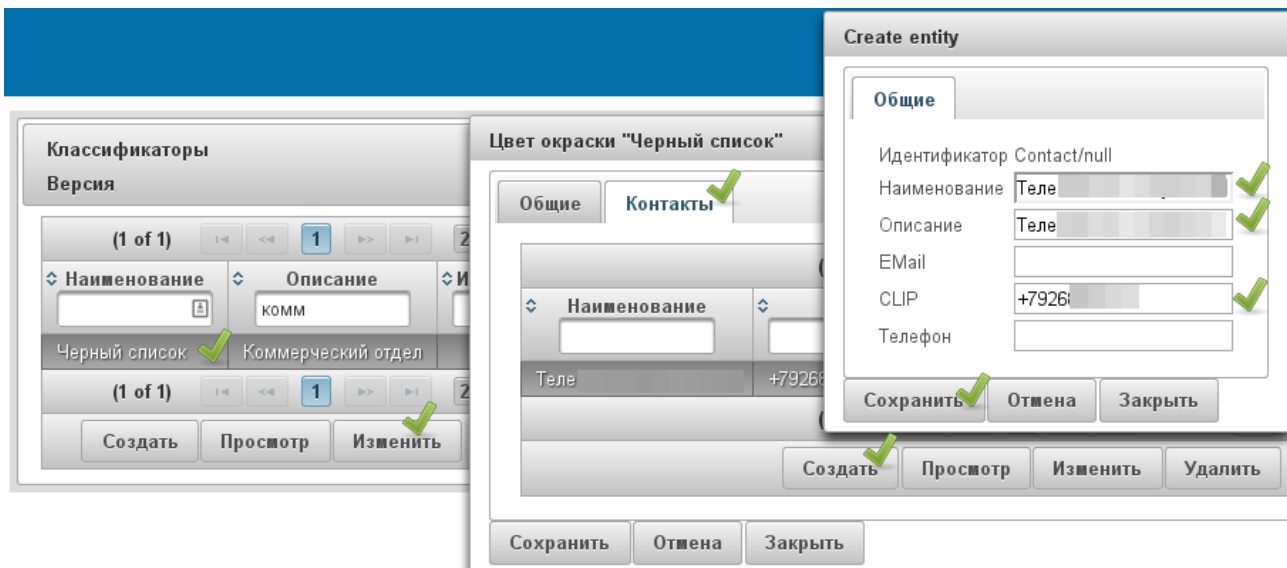 Create entity
Общие
Идентификатор Contact/null
Наименование Теле
Описание Теле
EMail
CLIP +7926
Телефон
Сохранить Отмена Закрыть
Классификаторы
Версия
(1 of 1) 1 2
Наименование Описание И
комм
Черный список Коммерческий отдел
(1 of 1) 1 2
Создать Просмотр Изменить
Цвет окраски "Черный список"
Общие Контакты
(
Наименование
Теле +7926
(
Создать Просмотр Изменить Удалить
Сохранить Отмена Закрыть